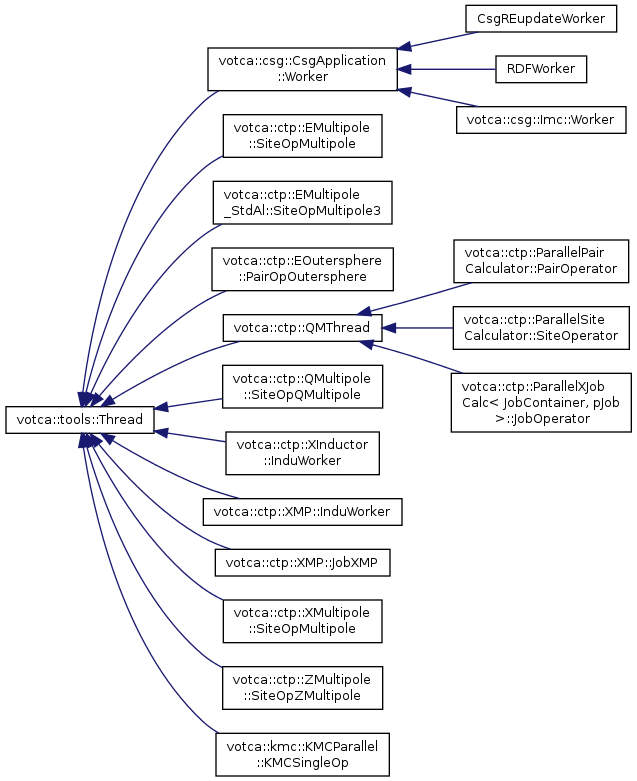 CsgREupdateWorker
votca::csg::CsgApplication
::Worker
RDFWorker
votca::csg::Imc::Worker
votca::ctp::EMultipole
::SiteOpMultipole
votca::ctp::EMultipole
_StdAl::SiteOpMultipole3
votca::ctp::EOutersphere
::PairOpOutersphere
votca::ctp::ParallelPair
Calculator::PairOperator
votca::ctp::QMThread
votca::ctp::ParallelSite
Calculator::SiteOperator
votca::ctp::QMultipole
::SiteOpQMultipole
votca::ctp::ParallelXJob
Calc< JobContainer, pJob
>::JobOperator
votca::tools::Thread
votca::ctp::XInductor
::InduWorker
votca::ctp::XMP::InduWorker
votca::ctp::XMP::JobXMP
votca::ctp::XMultipole
::SiteOpMultipole
votca::ctp::ZMultipole
::SiteOpZMultipole
votca::kmc::KMCParallel
::KMCSingleOp